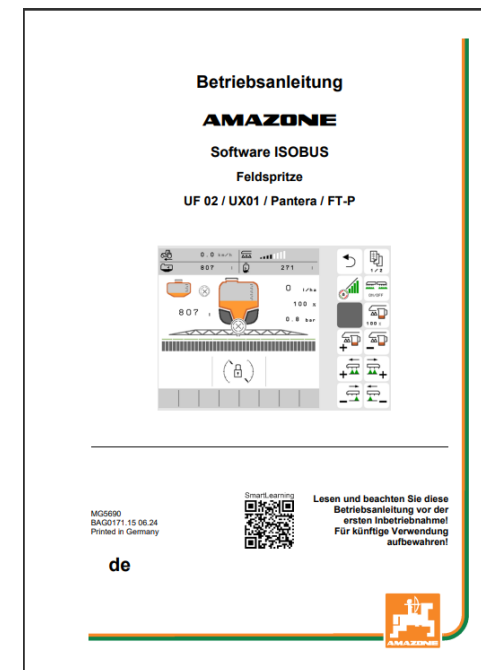 Betriebsanleitung
AMAZONE
Software ISOBUS
Feldspritze
UF 02 / UX01 / Pantera / FT-P
0.0 km/h
807 l
271 l
1/2
AMAZONE
0 l/ha
ON/OFF
100 %
807 l
0.8 bar
100 %
+
-
+
+
-
-
MG5690
BAG0171.15 06.24
Printed in Germany
de
SmartLearning
Lesen und beachten Sie diese
Betriebsanleitung vor der
ersten Inbetriebnahme!
Für künftige Verwendung
aufbewahren!
AMAZONE